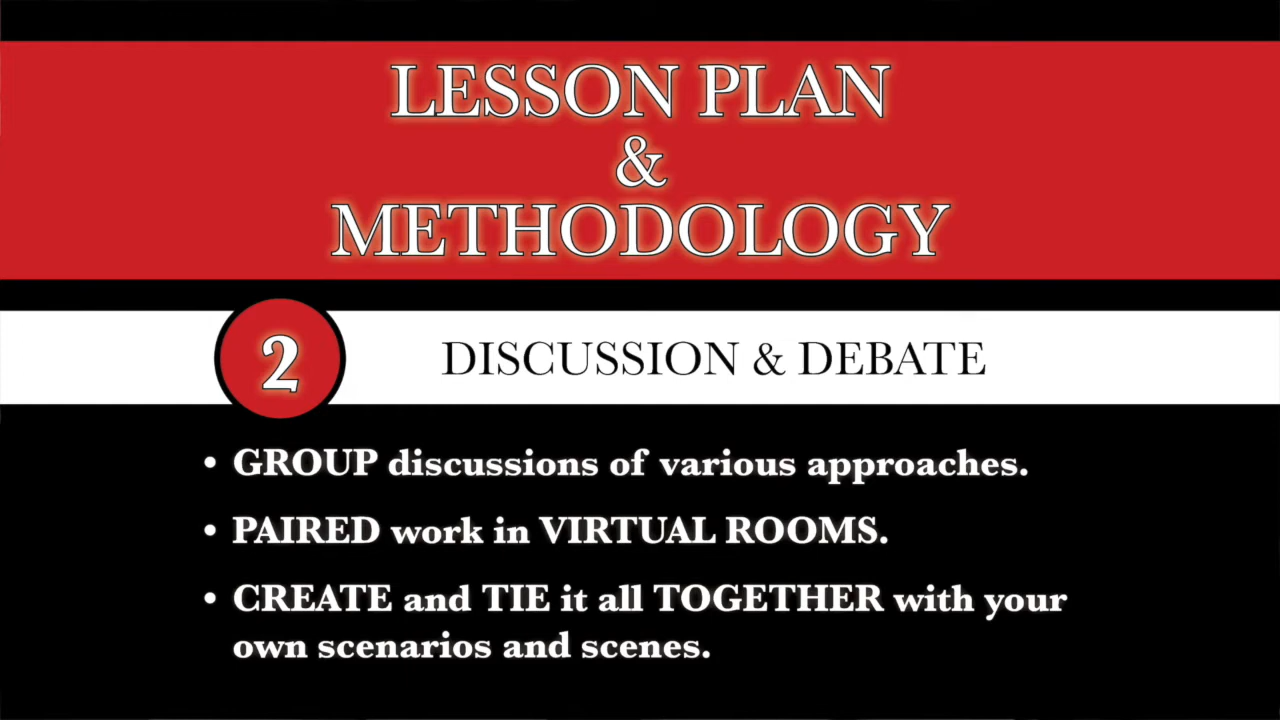 LESSON PLAN
&
METHODOLOGY
2 DISCUSSION & DEBATE
• GROUP discussions of various approaches.
• PAIRED work in VIRTUAL ROOMS.
• CREATE and TIE it all TOGETHER with your
own scenarios and scenes.